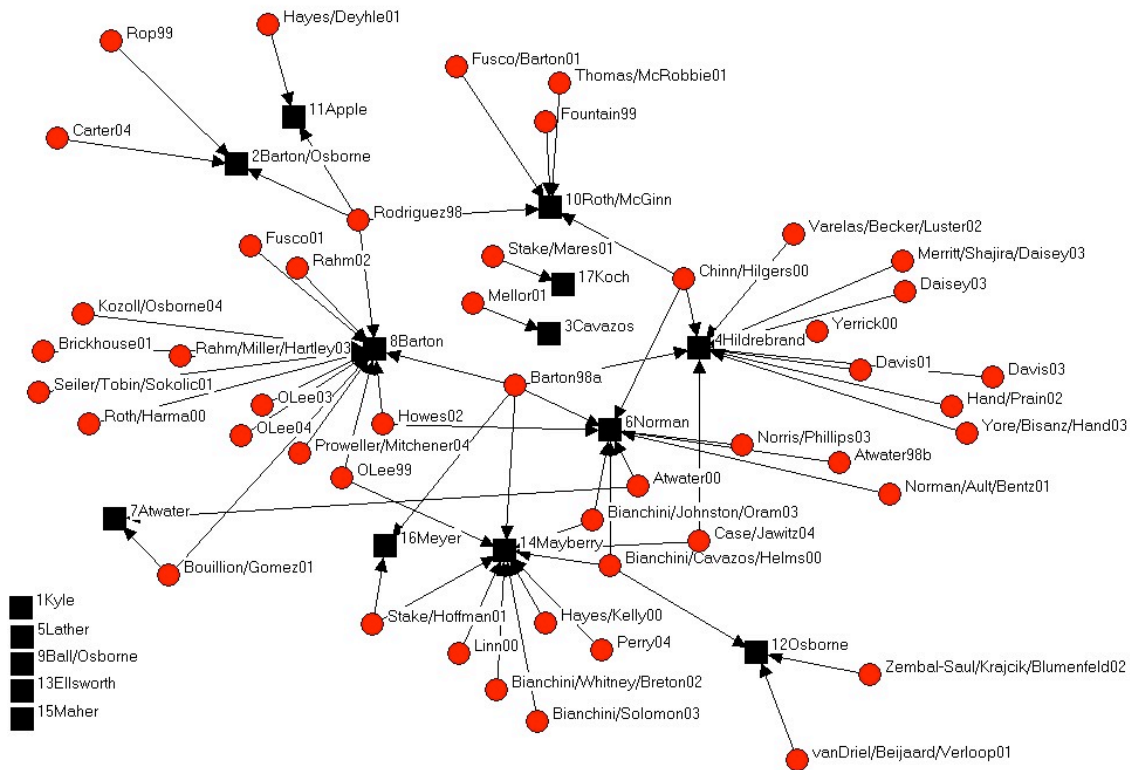 Hayes/Deyhle01
Rop99
Fusco/Barton01
Thomas/McRobbie01
11Apple
Fountain99
Carter04
2Barton/Osborne
10Roth/McGinn
Rodriguez98
Varelas/Becker/Luster02
Fusco01
Stake/Mares01
Merritt/Shajira/Daisey03
Rahm02
17Koch
Chinn/Hilgers00
Daisey03
Mellor01
Kozoll/Osborne04
3Cavazos
Yerrick00
8Barton
4Hildrebrand
Brickhouse01
Rahm/Miller/Hartley03
Davis01
Davis03
Barton98a
Seiler/Tobin/Sokolic01
OLee03
Hand/Prain02
Roth/Harma00
Howes02
6Norman
Yore/Bisanz/Hand03
OLee04
Norris/Phillips03
Proweller/Mitchener04
Atwater98b
OLee99
Atwater00
Norman/Ault/Bentz01
7Atwater
Bianchini/Johnston/Oram03
16Meyer
14Mayberry
Case/Jawitz04
Bouillion/Gomez01
Bianchini/Cavazos/Helms00
1Kyle
Stake/Hoffman01
Hayes/Kelly00
5Lather
Linn00
Perry04
12Osborne
9Ball/Osborne
Zembal-Saul/Krajcik/Blumenfeld02
13Ellsworth
Bianchini/Whitney/Breton02
15Maher
Bianchini/Solomon03
vanDriel/Beijaard/Verloop01